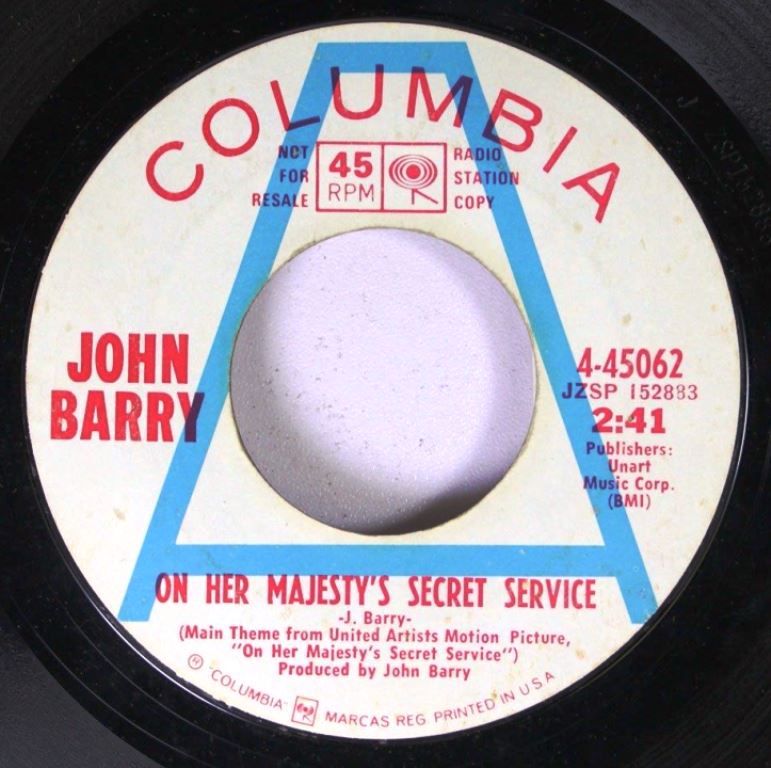 COLUMBIA
NOT
FOR
RESALE
45
RPM
RADIO
STATION
COPY
JOHN
BARRY
4-45062
JZSP 152883
2:41
Publishers:
Unart
Music Corp.
(BMI)
ON HER MAJESTY'S SECRET SERVICE
-J. Barry-
(Main Theme from United Artists Motion Picture,
"On Her Majesty's Secret Service")
Produced by John Barry
Ⓟ "COLUMBIA" MARCAS REG. PRINTED IN U S A